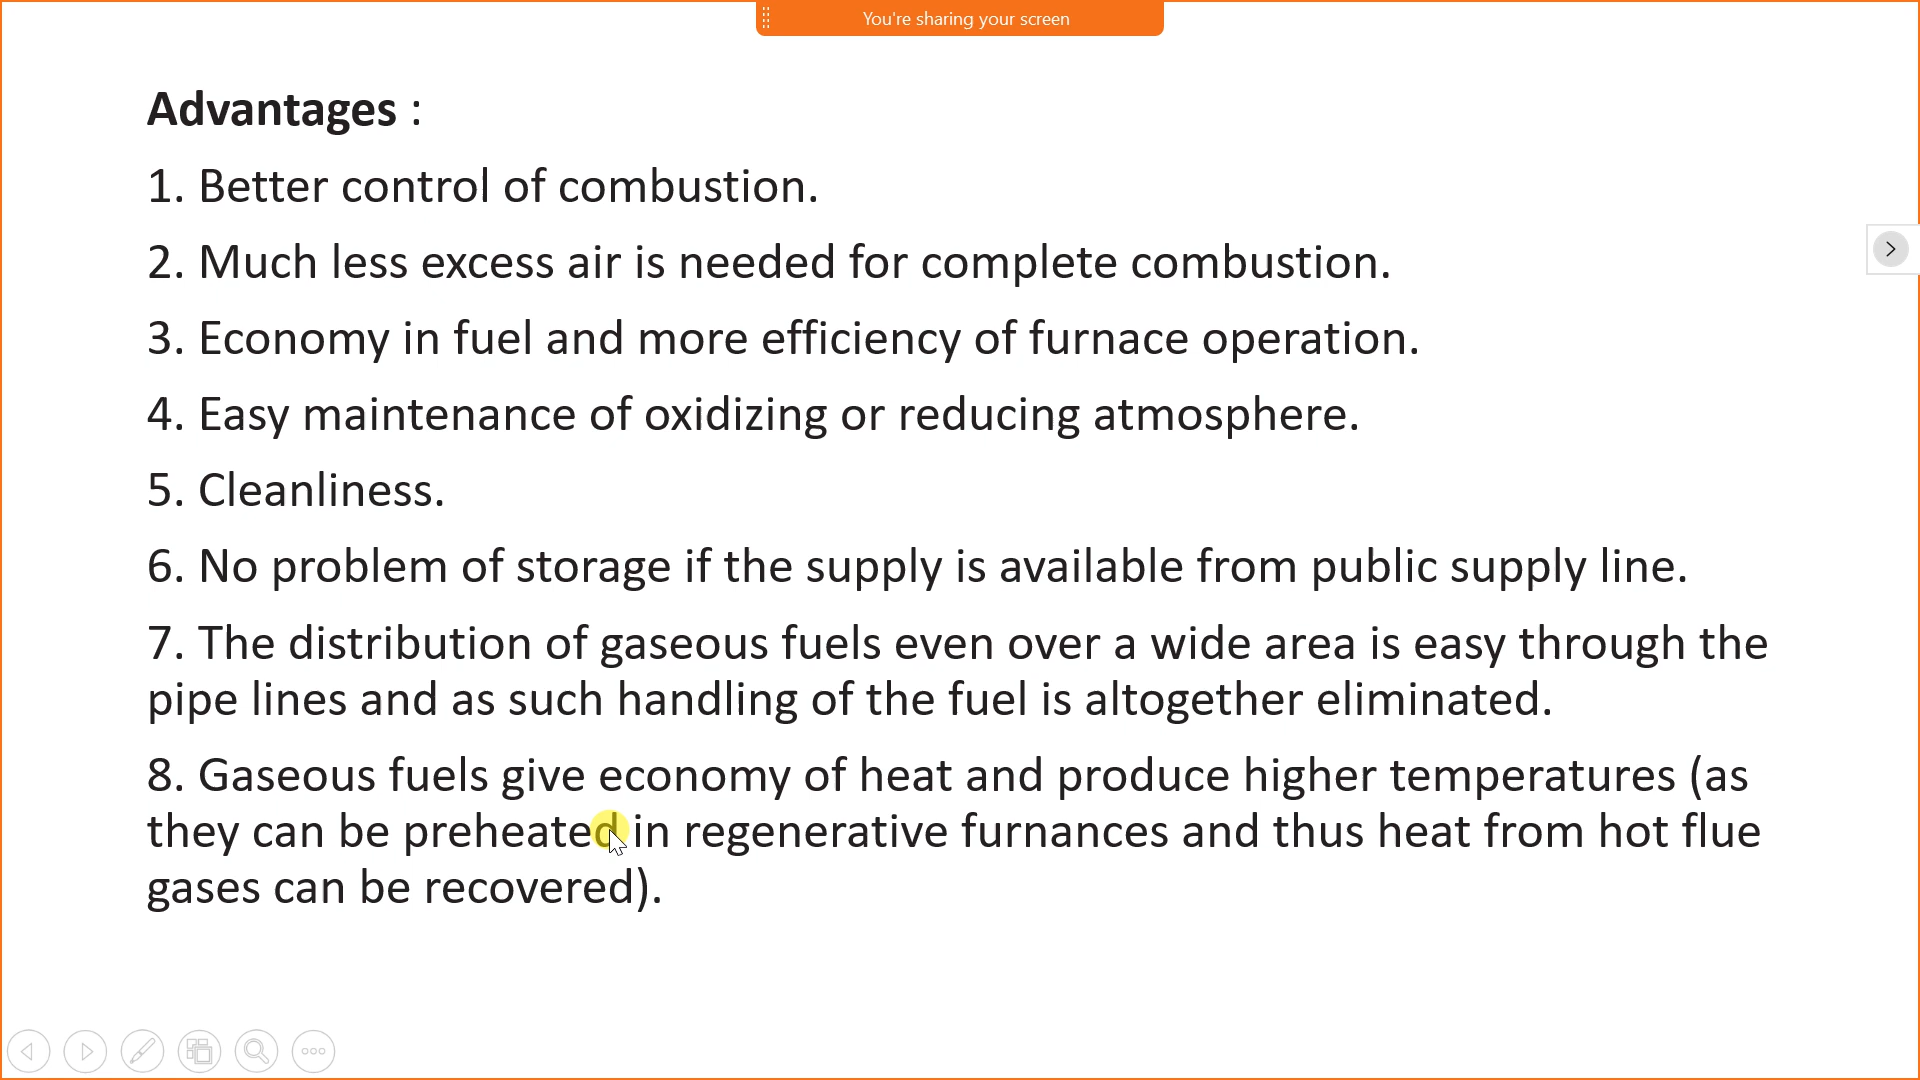 You're sharing your screen
Advantages :
1. Better control of combustion.
2. Much less excess air is needed for complete combustion.
3. Economy in fuel and more efficiency of furnace operation.
4. Easy maintenance of oxidizing or reducing atmosphere.
5. Cleanliness.
6. No problem of storage if the supply is available from public supply line.
7. The distribution of gaseous fuels even over a wide area is easy through the
pipe lines and as such handling of the fuel is altogether eliminated.
8. Gaseous fuels give economy of heat and produce higher temperatures (as
they can be preheated in regenerative furnances and thus heat from hot flue
gases can be recovered).